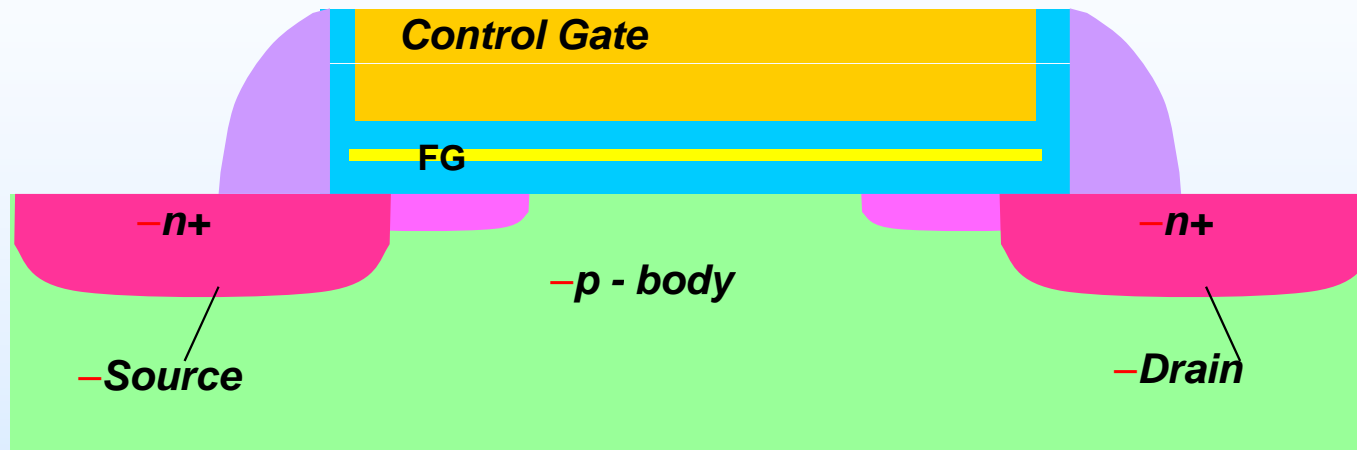 Control Gate
FG
–n+
–n+
–p - body
–Source
–Drain